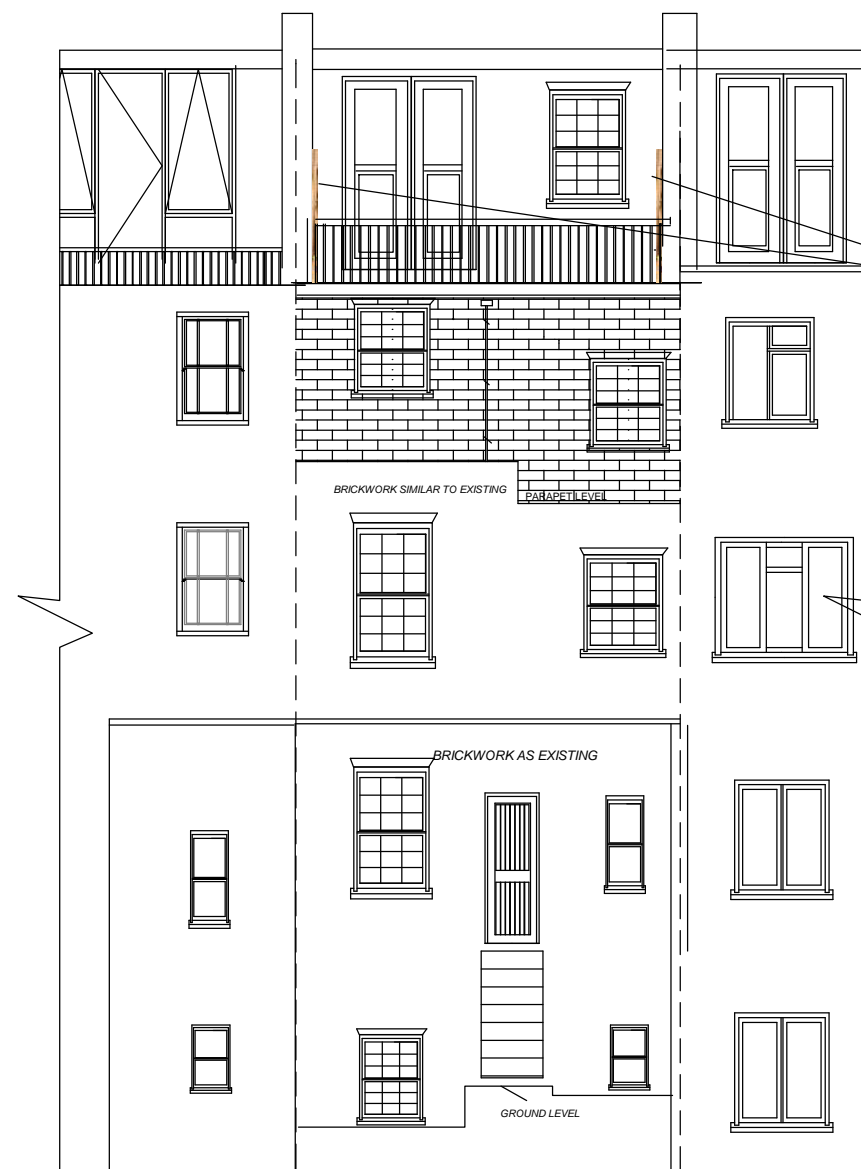 BRICKWORK SIMILAR TO EXISTING
PARAPET LEVEL
BRICKWORK AS EXISTING
GROUND LEVEL